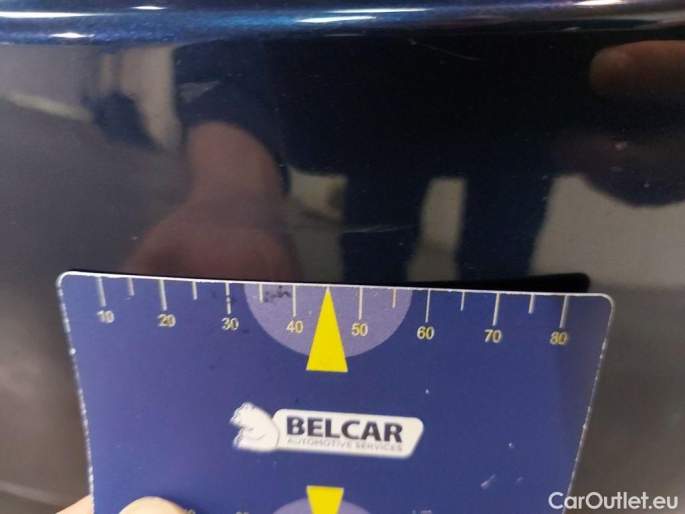 10 20 30 40 50 60 70 80
BELCAR
AUTOMOTIVE SERVICES
CarOutlet.eu